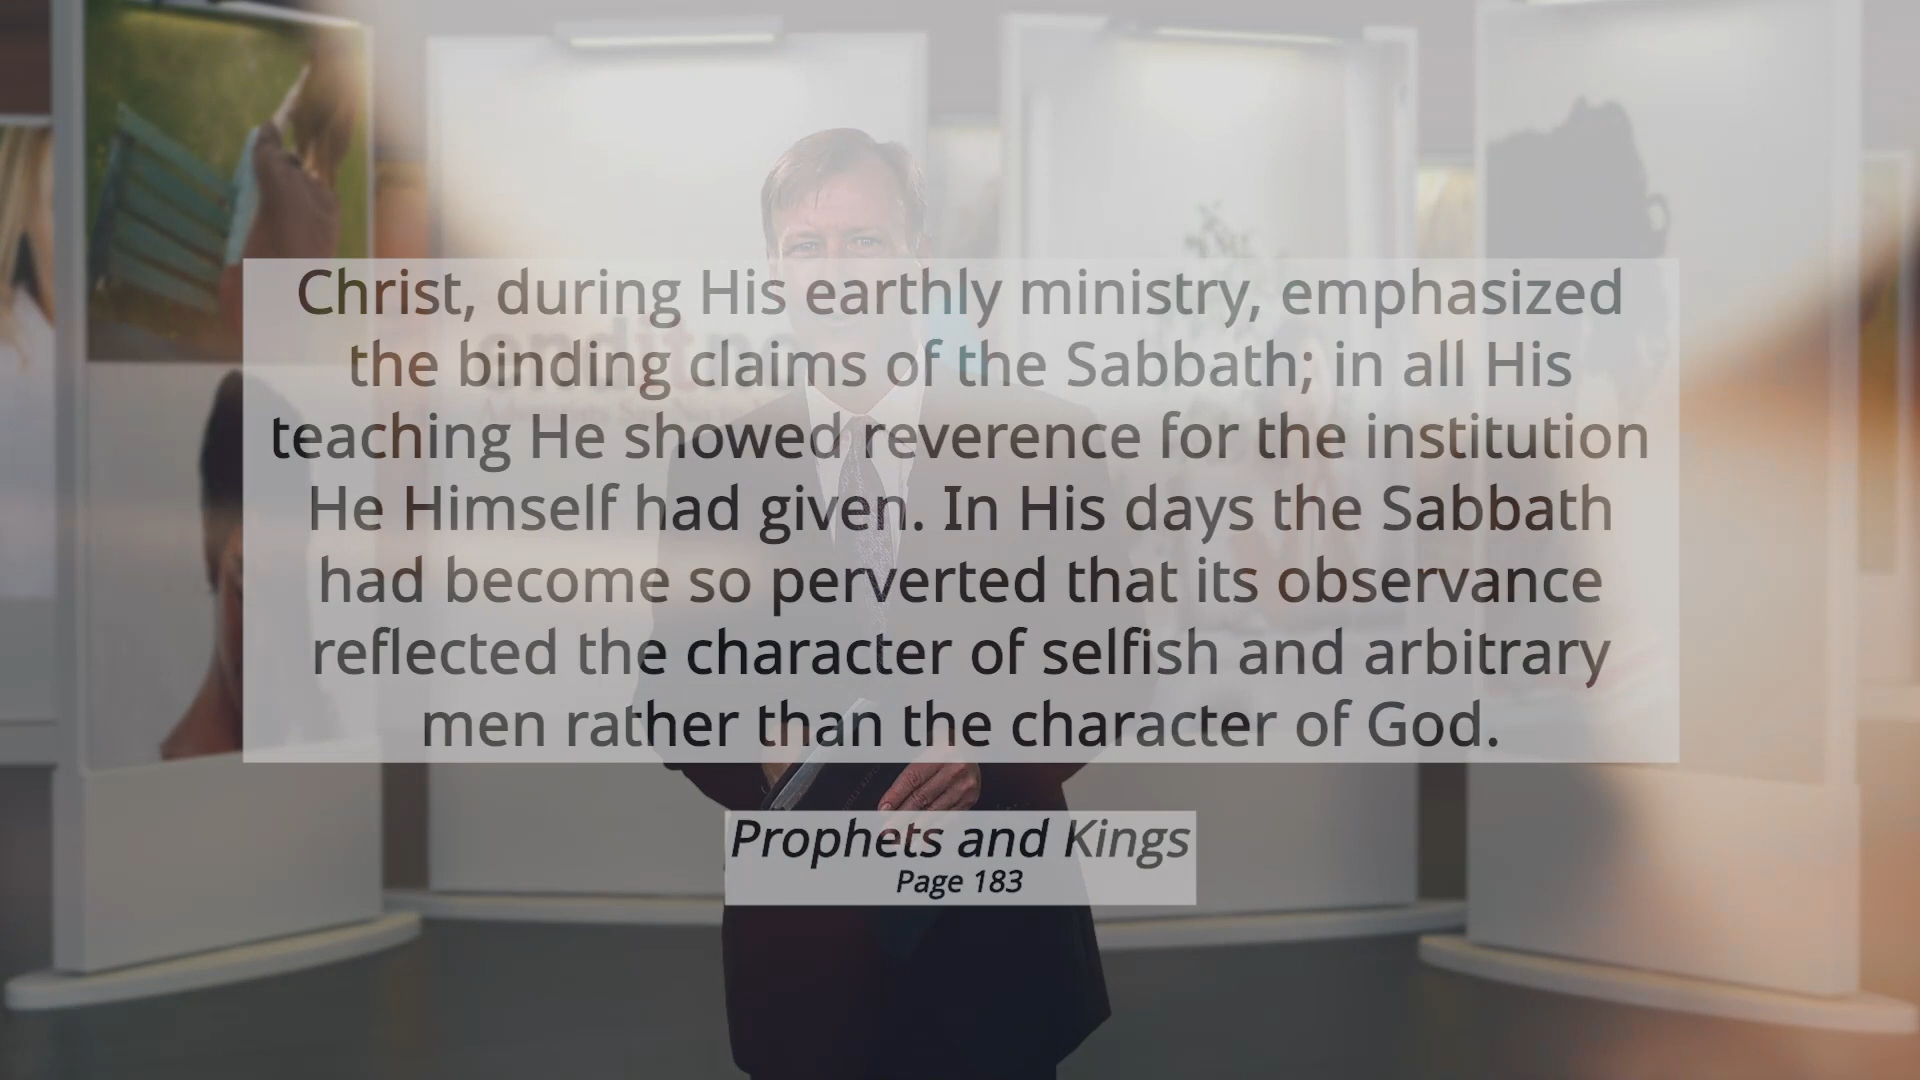 Christ, during His earthly ministry, emphasized
the binding claims of the Sabbath; in all His
teaching He showed reverence for the institution
He Himself had given. In His days the Sabbath
had become so perverted that its observance
reflected the character of selfish and arbitrary
men rather than the character of God.
Prophets and Kings
Page 183